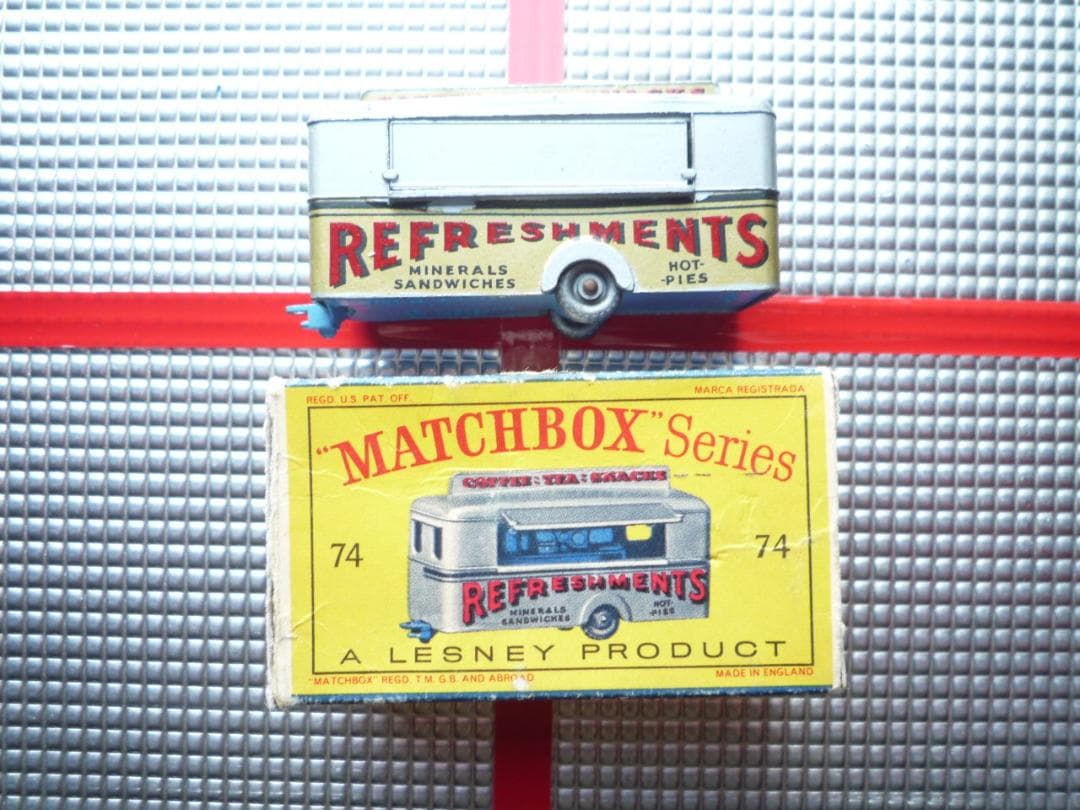 SNACKS
REFRESHMENTS
MINERALS
SANDWICHES
HOT-
-PIES
REGD. U.S. PAT. OFF.
MARCA REGISTRADA
"MATCHBOX" Series
COFFEE: TEA: SNACKS
74
74
REFRESHMENTS
MINERALS
SANDWICHES
HOT-
-PIES
A LESNEY PRODUCT
"MATCHBOX" REGD. T.M. G.B. AND ABROAD
MADE IN ENGLAND